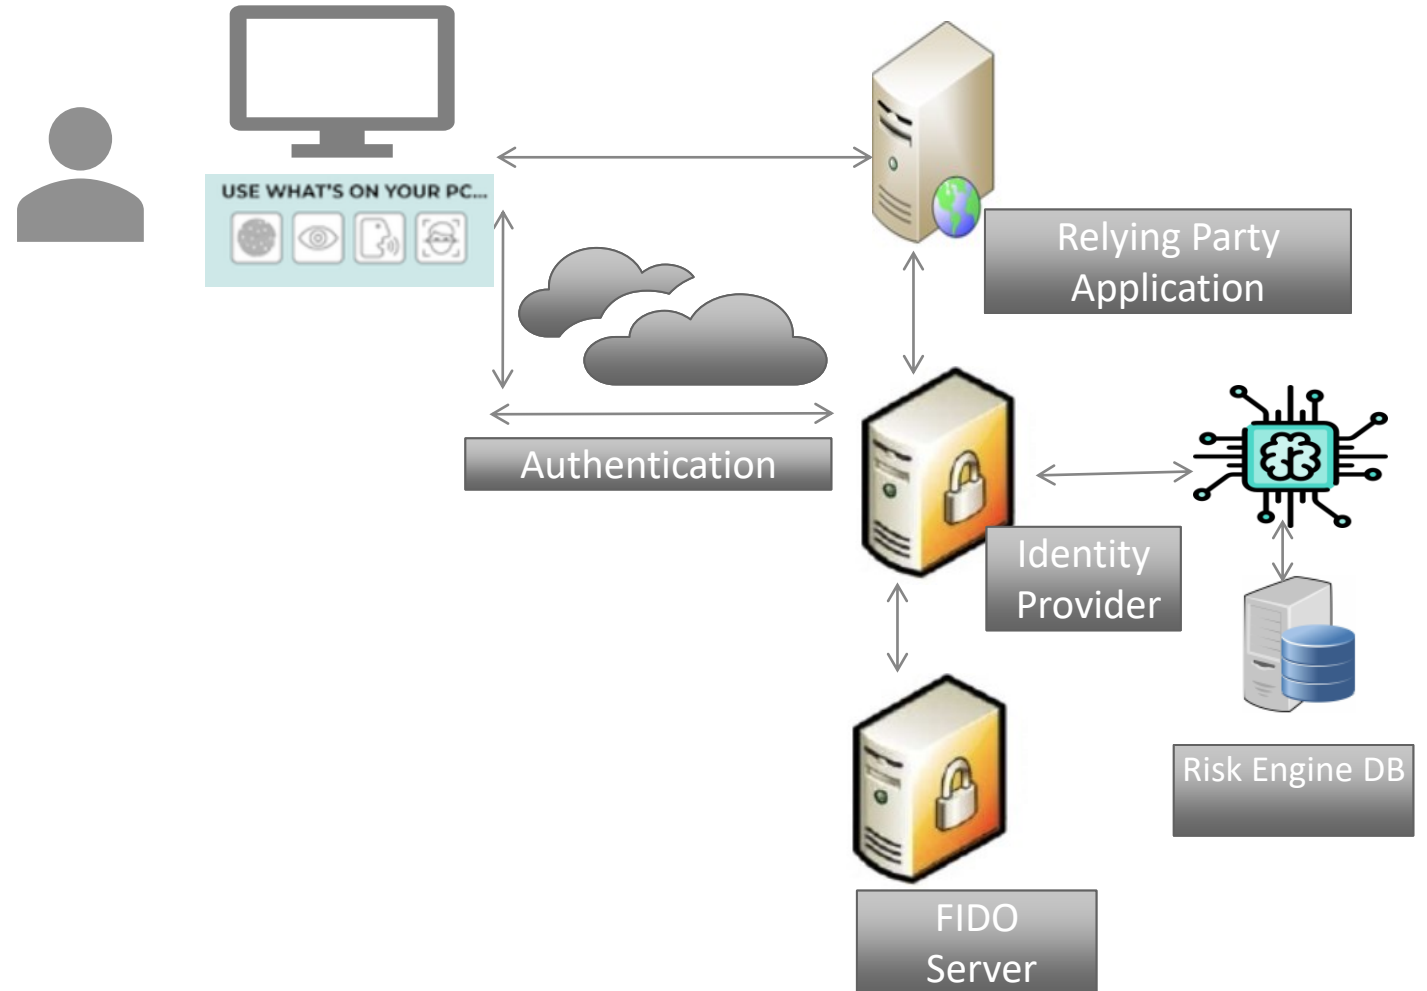 USE WHAT'S ON YOUR PC...
Relying Party
Application
Authentication
Identity
Provider
Risk Engine DB
FIDO
Server